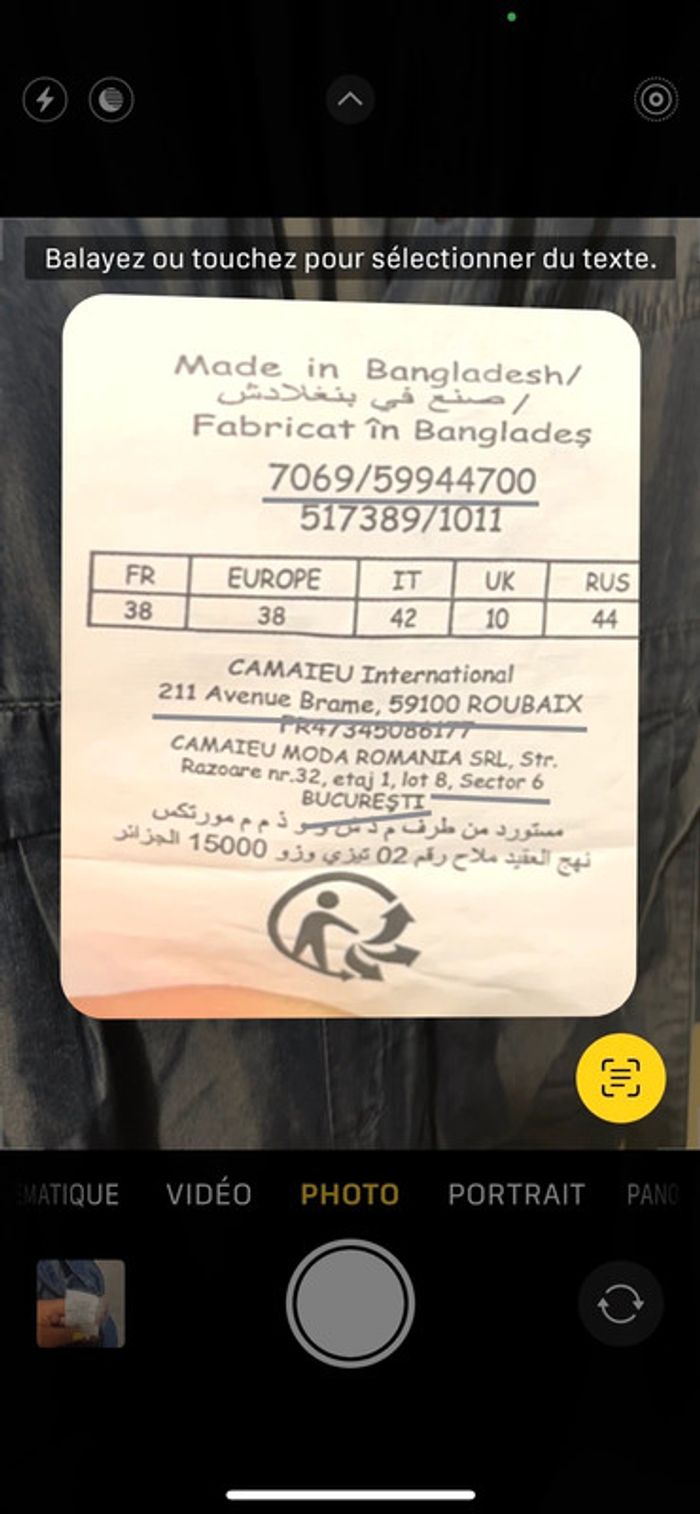 Balayez ou touchez pour sélectionner du texte.
Made in Bangladesh/
صنع في بنغلادش /
Fabricat în Bangladeş
7069/59944700
517389/1011
FR EUROPE IT UK RUS
38 38 42 10 44
CAMAIEU International
211 Avenue Brame, 59100 ROUBAIX
FR47345086177
CAMAIEU MODA ROMANIA SRL, Str.
Razoare nr.32, etaj 1, lot 8, Sector 6
BUCUREŞTI
مستورد من طرف م ذ ش و ذ م م مورتكس
نهج العقيد ملاح رقم 02 تيزي وزو 15000 الجزائر
MATIQUE VIDÉO PHOTO PORTRAIT PANO